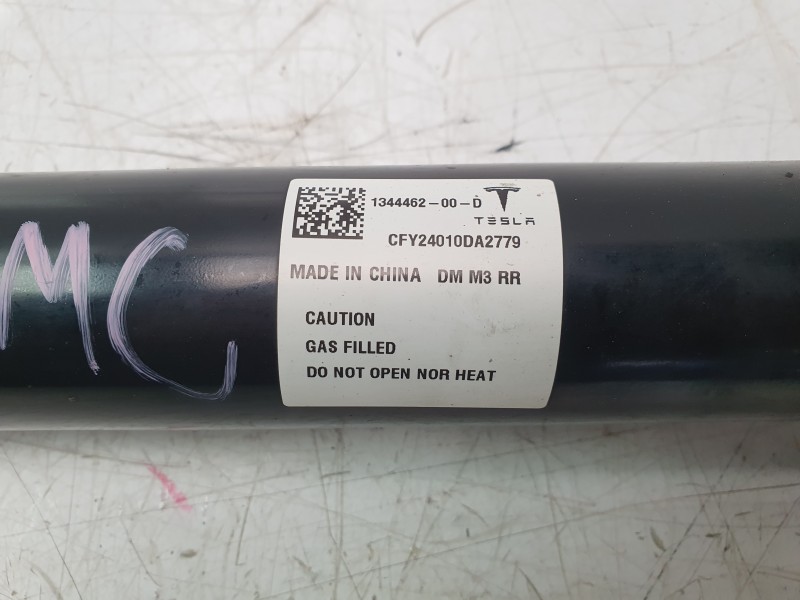 MC
1344462-00-D
TESLA
CFY24010DA2779
MADE IN CHINA DM M3 RR
CAUTION
GAS FILLED
DO NOT OPEN NOR HEAT